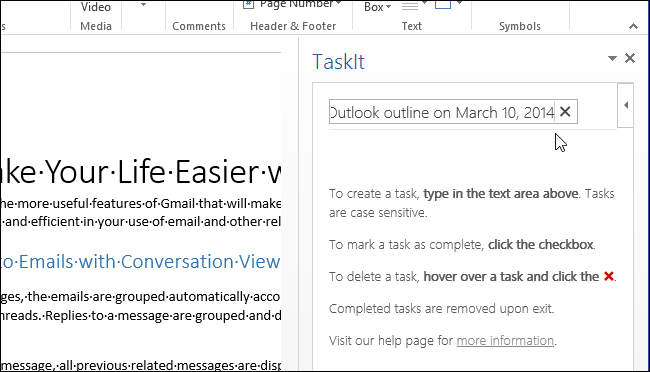 Video
Page Number
Box
Media
Comments
Header & Footer
Text
Symbols
TaskIt
Outlook outline on March 10, 2014
ake·Your·Life·Easier·w
he·more·useful·features·of·Gmail·that·will·make
·and·efficient·in·your·use·of·email·and·other·rel
to·Emails·with·Conversation·View
ges,·the·emails·are·grouped·automatically·acco
hreads.·Replies·to·a·message·are·grouped·and·d
message,·all·previous·related·messages·are·disp
To create a task, type in the text area above. Tasks
are case sensitive.
To mark a task as complete, click the checkbox.
To delete a task, hover over a task and click the ✖.
Completed tasks are removed upon exit.
Visit our help page for more information.